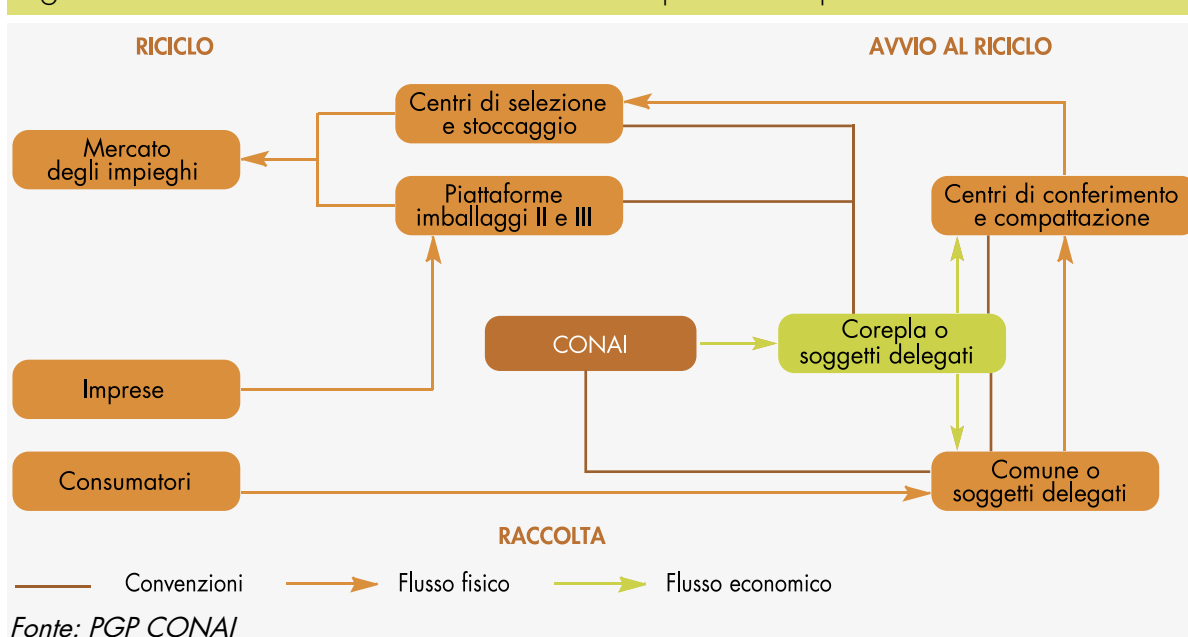 RICICLO
AVVIO AL RICICLO
Centri di selezione
e stoccaggio
Mercato
degli impieghi
Piattaforme
imballaggi II e III
Centri di conferimento
e compattazione
CONAI
Corepla o
soggetti delegati
Imprese
Consumatori
Comune o
soggetti delegati
RACCOLTA
Convenzioni
Flusso fisico
Flusso economico
Fonte: PGP CONAI